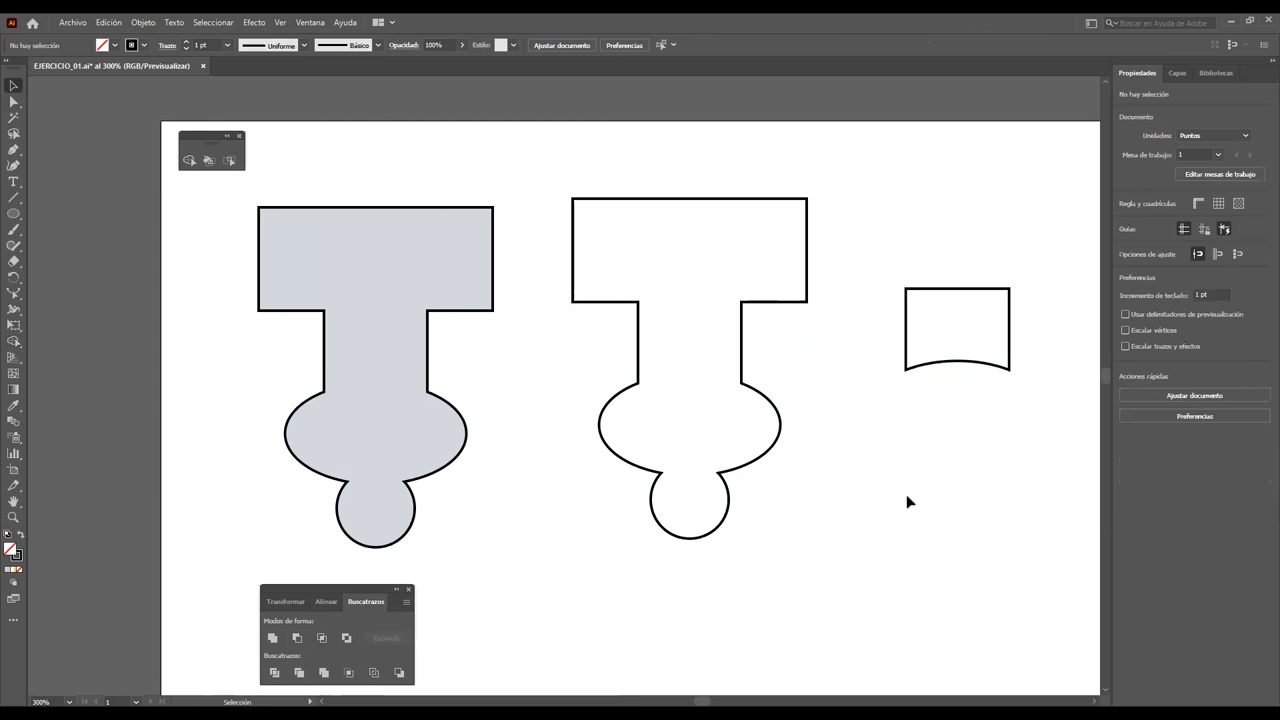 Ai Archivo Edición Objeto Texto Seleccionar Efecto Ver Ventana Ayuda Buscar en Ayuda de Adobe
No hay selección Trazo: 1 pt Uniforme Básico Opacidad: 100% Estilo: Ajustar documento Preferencias
EJERCICIO_01.ai* al 300% (RGB/Previsualizar)
Propiedades Capas Bibliotecas
No hay selección
Documento
Unidades: Puntos
Mesa de trabajo: 1
Editar mesas de trabajo
Regla y cuadrículas
Guías
Opciones de ajuste
Preferencias
Incremento de teclado: 1 pt
Usar delimitadores de previsualización
Escalar vértices
Escalar trazos y efectos
Acciones rápidas
Ajustar documento
Preferencias
Transformar Alinear Buscatrazos
Modos de forma:
Expandir
Buscatrazos:
300% 1 Selección